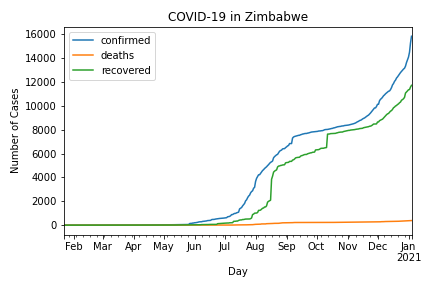 COVID-19 in Zimbabwe
confirmed
deaths
recovered
Number of Cases
16000
14000
12000
10000
8000
6000
4000
2000
0
Feb Mar Apr May Jun Jul Aug Sep Oct Nov Dec Jan
2021
Day